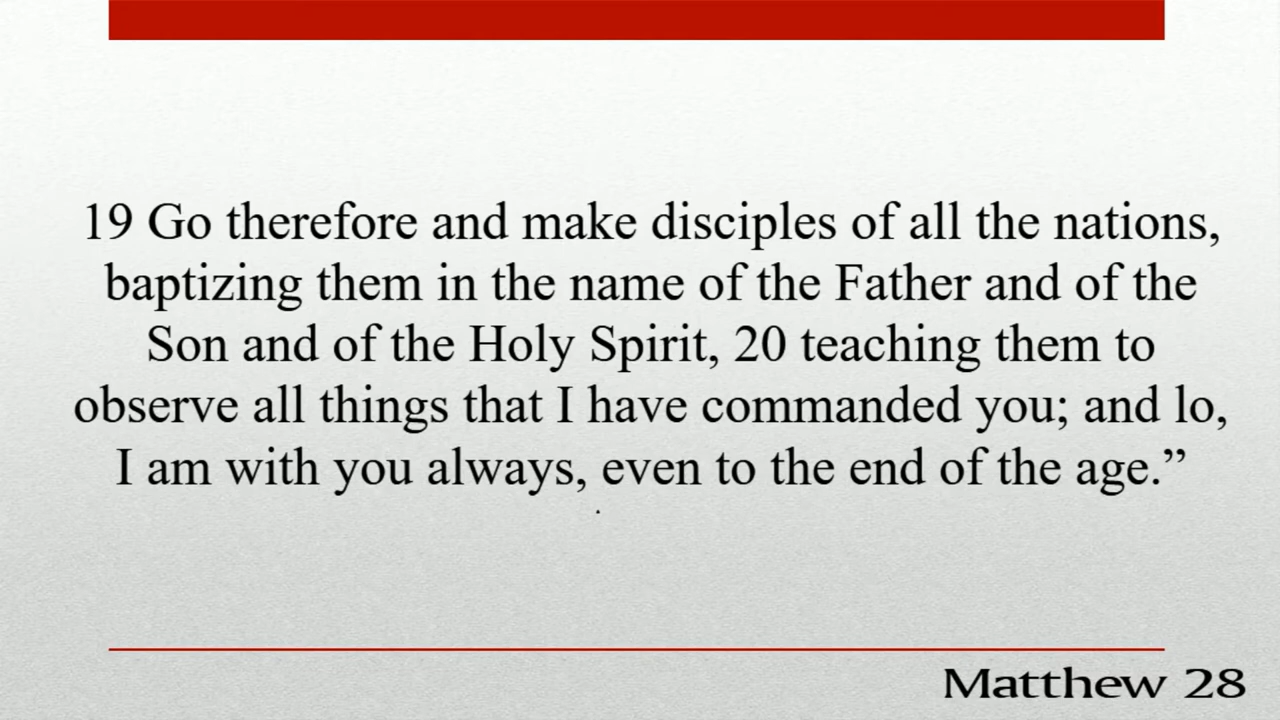 19 Go therefore and make disciples of all the nations,
baptizing them in the name of the Father and of the
Son and of the Holy Spirit, 20 teaching them to
observe all things that I have commanded you; and lo,
I am with you always, even to the end of the age.”
.
Matthew 28